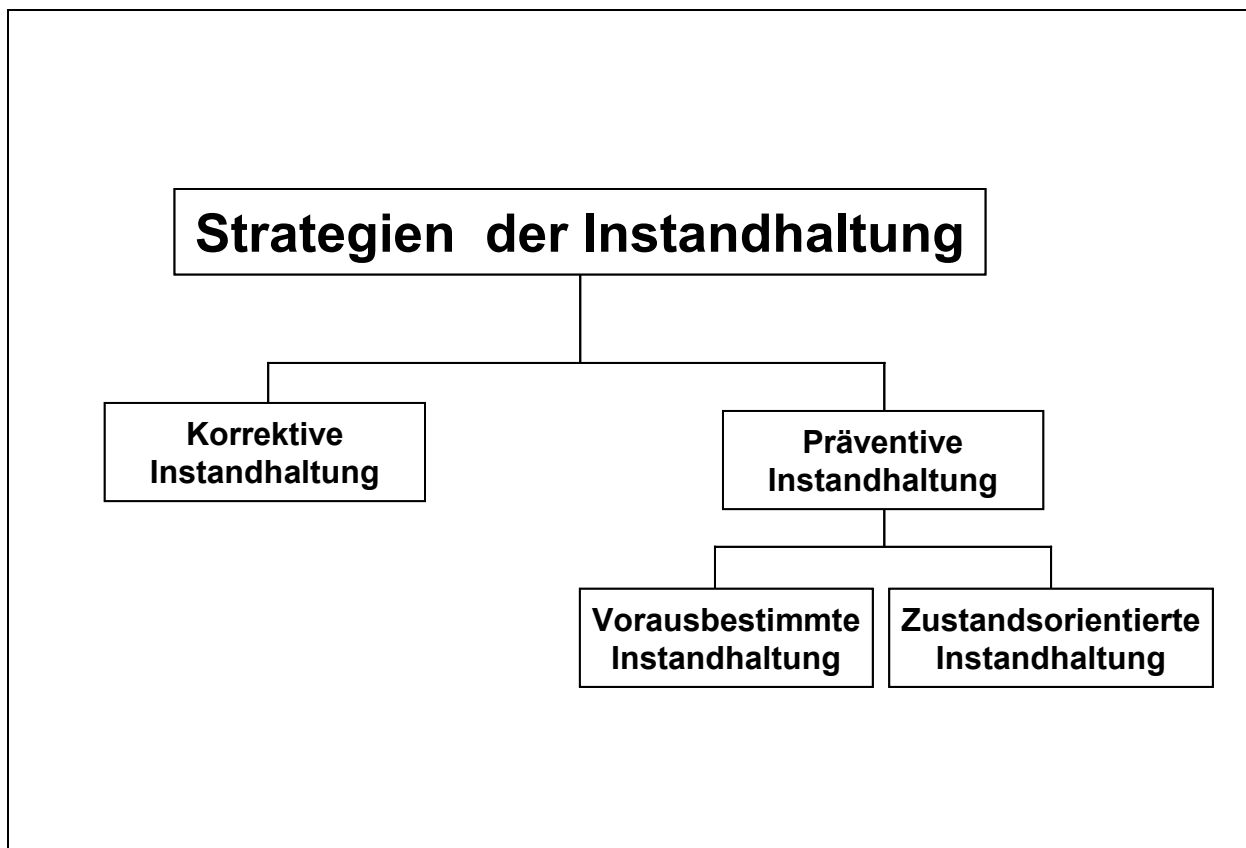 Strategien  der Instandhaltung
Korrektive
Instandhaltung
Präventive
Instandhaltung
Vorausbestimmte
Instandhaltung
Zustandsorientierte
Instandhaltung